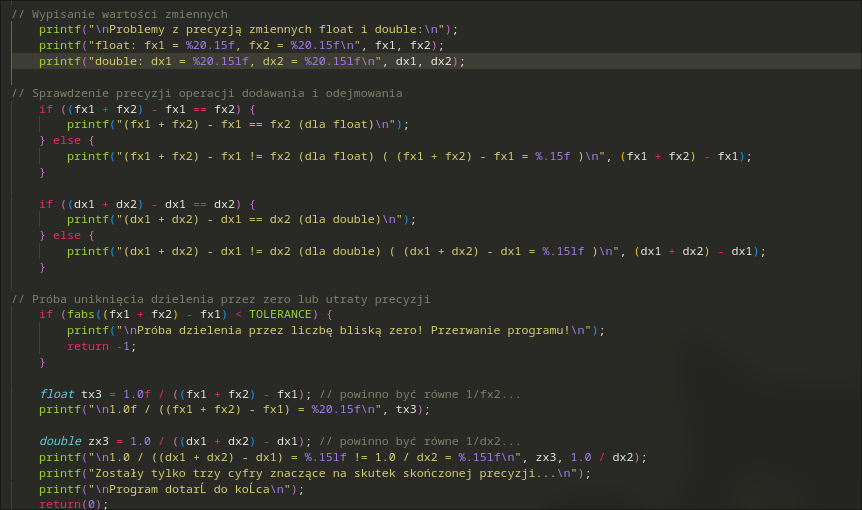 // Wypisanie wartości zmiennych
printf("\nProblemy z precyzją zmiennych float i double:\n");
printf("float: fx1 = %20.15f, fx2 = %20.15f\n", fx1, fx2);
printf("double: dx1 = %20.15lf, dx2 = %20.15lf\n", dx1, dx2);
// Sprawdzenie precyzji operacji dodawania i odejmowania
if ((fx1 + fx2) - fx1 == fx2) {
printf("(fx1 + fx2) - fx1 == fx2 (dla float)\n");
} else {
printf("(fx1 + fx2) - fx1 != fx2 (dla float) ( (fx1 + fx2) - fx1 = %.15f )\n", (fx1 + fx2) - fx1);
}
if ((dx1 + dx2) - dx1 == dx2) {
printf("(dx1 + dx2) - dx1 == dx2 (dla double)\n");
} else {
printf("(dx1 + dx2) - dx1 != dx2 (dla double) ( (dx1 + dx2) - dx1 = %.15lf )\n", (dx1 + dx2) - dx1);
}
// Próba uniknięcia dzielenia przez zero lub utraty precyzji
if (fabs((fx1 + fx2) - fx1) < TOLERANCE) {
printf("\nPróba dzielenia przez liczbę bliską zero! Przerwanie programu!\n");
return -1;
}
float tx3 = 1.0f / ((fx1 + fx2) - fx1); // powinno być równe 1/fx2...
printf("\n1.0f / ((fx1 + fx2) - fx1) = %20.15f\n", tx3);
double zx3 = 1.0 / ((dx1 + dx2) - dx1); // powinno być równe 1/dx2...
printf("\n1.0 / ((dx1 + dx2) - dx1) = %.15lf != 1.0 / dx2 = %.15lf\n", zx3, 1.0 / dx2);
printf("Zostały tylko trzy cyfry znaczące na skutek skończonej precyzji...\n");
printf("\nProgram dotarĹ do koĹca\n");
return(0);